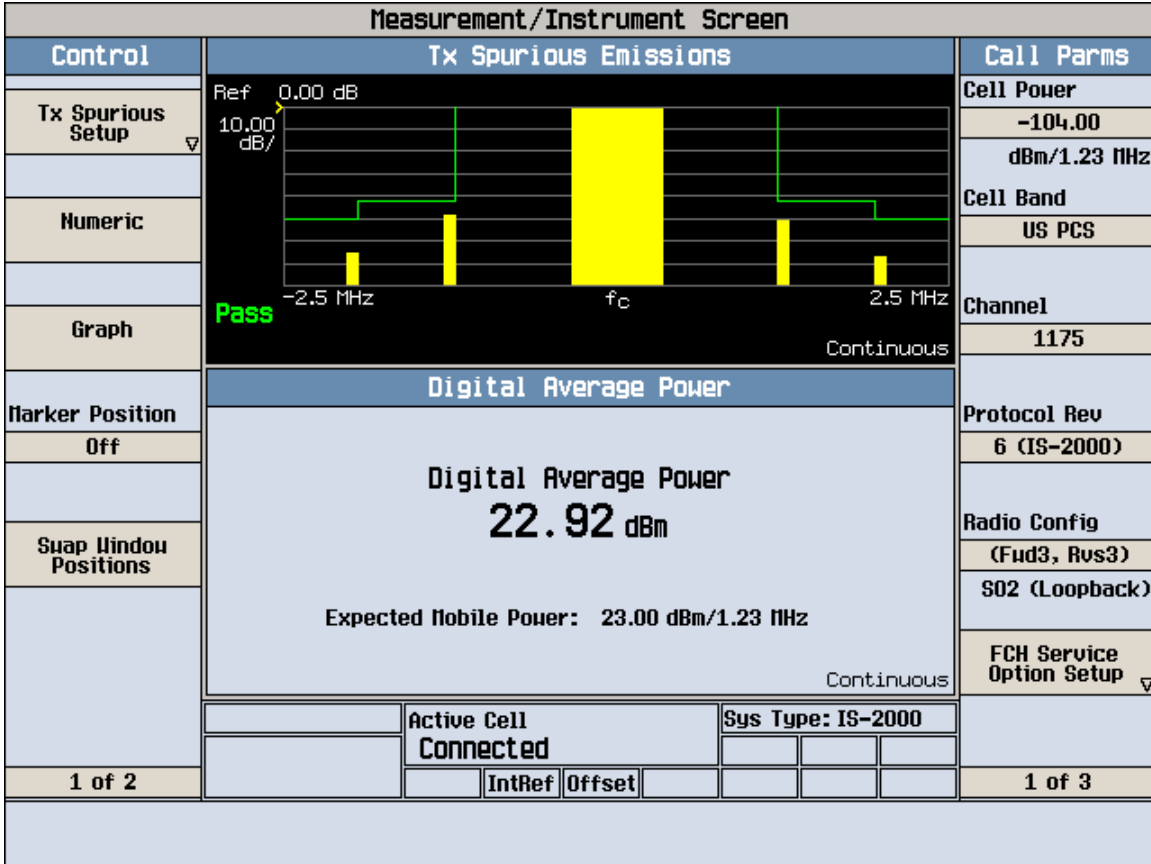 Measurement/Instrument Screen
Control
Tx Spurious
Setup
Numeric
Graph
Marker Position
Off
Swap Window
Positions
1 of 2
Tx Spurious Emissions
Ref 0.00 dB
10.00
dB/
-2.5 MHz fc 2.5 MHz
Pass
Continuous
Digital Average Power
Digital Average Power
22.92 dBm
Expected Mobile Power: 23.00 dBm/1.23 MHz
Continuous
Active Cell
Connected
Sys Type: IS-2000
IntRef Offset
Call Parms
Cell Power
-104.00
dBm/1.23 MHz
Cell Band
US PCS
Channel
1175
Protocol Rev
6 (IS-2000)
Radio Config
(Fwd3, Rvs3)
SO2 (Loopback)
FCH Service
Option Setup
1 of 3